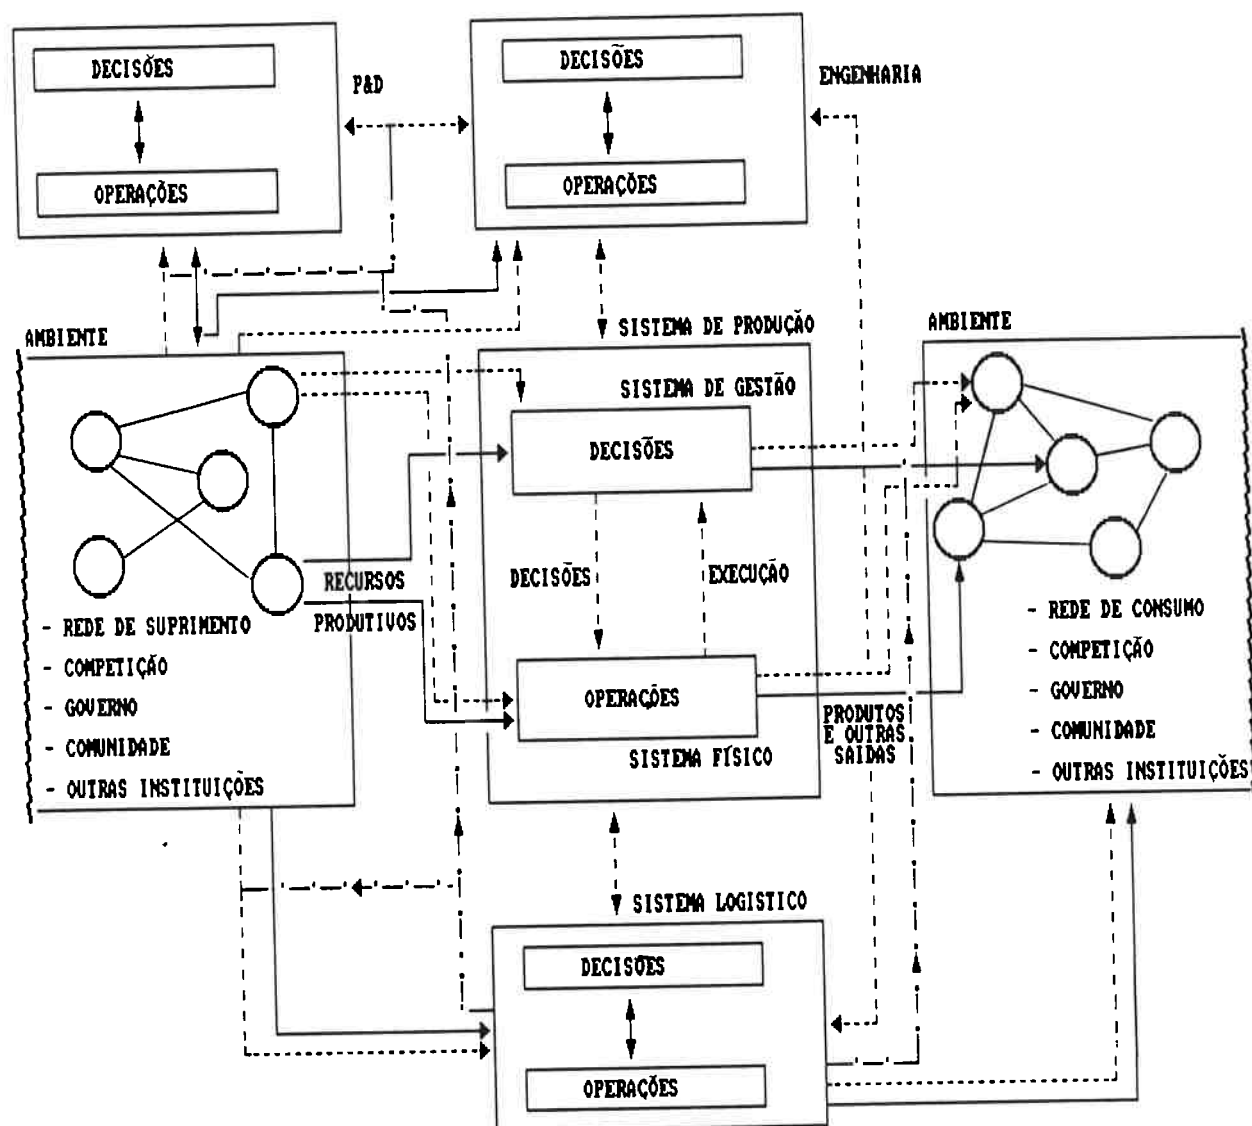 DECISÕES
OPERAÇÕES
P&D
DECISÕES
OPERAÇÕES
ENGENHARIA
AMBIENTE
- REDE DE SUPRIMENTO
- COMPETIÇÃO
- GOVERNO
- COMUNIDADE
- OUTRAS INSTITUIÇÕES
RECURSOS
PRODUTIVOS
SISTEMA DE PRODUÇÃO
SISTEMA DE GESTÃO
DECISÕES
DECISÕES
EXECUÇÃO
OPERAÇÕES
SISTEMA FÍSICO
PRODUTOS
E OUTRAS
SAÍDAS
AMBIENTE
- REDE DE CONSUMO
- COMPETIÇÃO
- GOVERNO
- COMUNIDADE
- OUTRAS INSTITUIÇÕES
SISTEMA LOGISTICO
DECISÕES
OPERAÇÕES